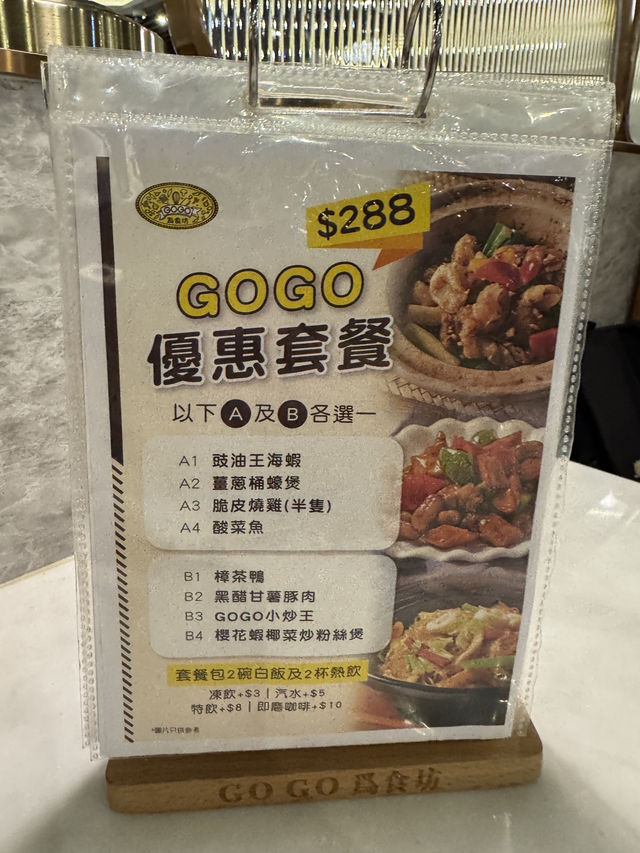 GOGO
為食坊
$288
GOGO
優惠套餐
以下A及B各選一
A1 豉油王海蝦
A2 薑蔥桶蠔煲
A3 脆皮燒雞(半隻)
A4 酸菜魚
B1 樟茶鴨
B2 黑醋甘薯豚肉
B3 GOGO小炒王
B4 櫻花蝦椰菜炒粉絲煲
套餐包2碗白飯及2杯熱飲
凍飲+$3 | 汽水+$5
特飲+$8 | 即磨咖啡+$10
*圖片只供參考
GO GO 爲食坊